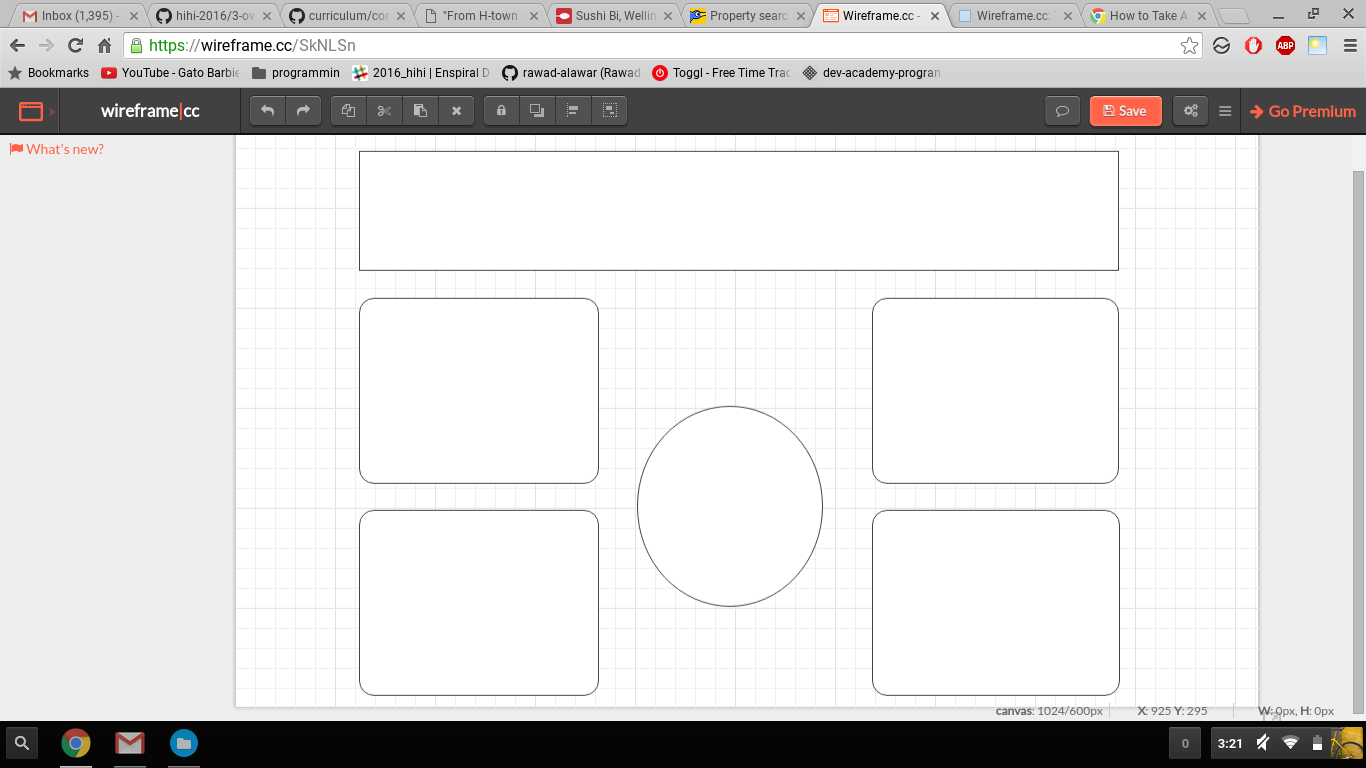 Inbox (1,395) - hihi-2016/3-ov curriculum/cor "From H-town Sushi Bi, Wellin Property searc Wireframe.cc - Wireframe.cc: How to Take A
https://wireframe.cc/SkNLSn ABP
Bookmarks YouTube - Gato Barbie programmin 2016_hihi | Enspiral D rawad-alawar (Rawad Toggl - Free Time Trac dev-academy-progran
wireframe|cc Save Go Premium
What's new?
canvas: 1024/600px X: 925 Y: 295 W: 0px, H: 0px
0 3:21